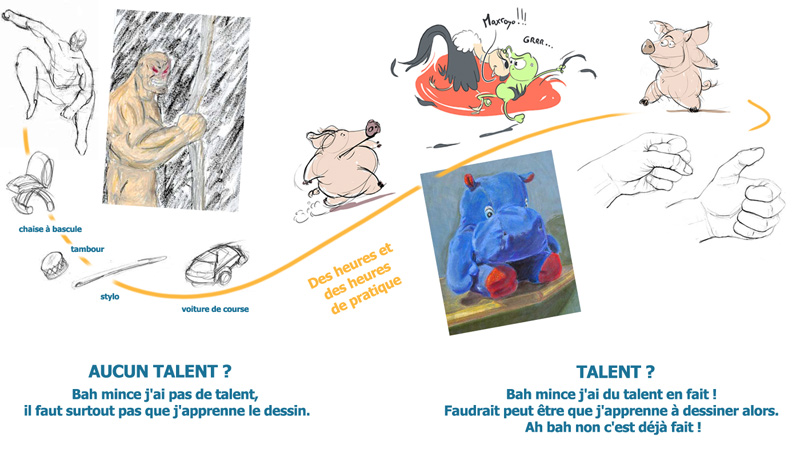 Maxroyo!!!
GRRR...
chaise à bascule
tambour
stylo
voiture de course
Des heures et
des heures
de pratique
AUCUN TALENT ?
Bah mince j'ai pas de talent,
il faut surtout pas que j'apprenne le dessin.
TALENT ?
Bah mince j'ai du talent en fait !
Faudrait peut être que j'apprenne à dessiner alors.
Ah bah non c'est déjà fait !